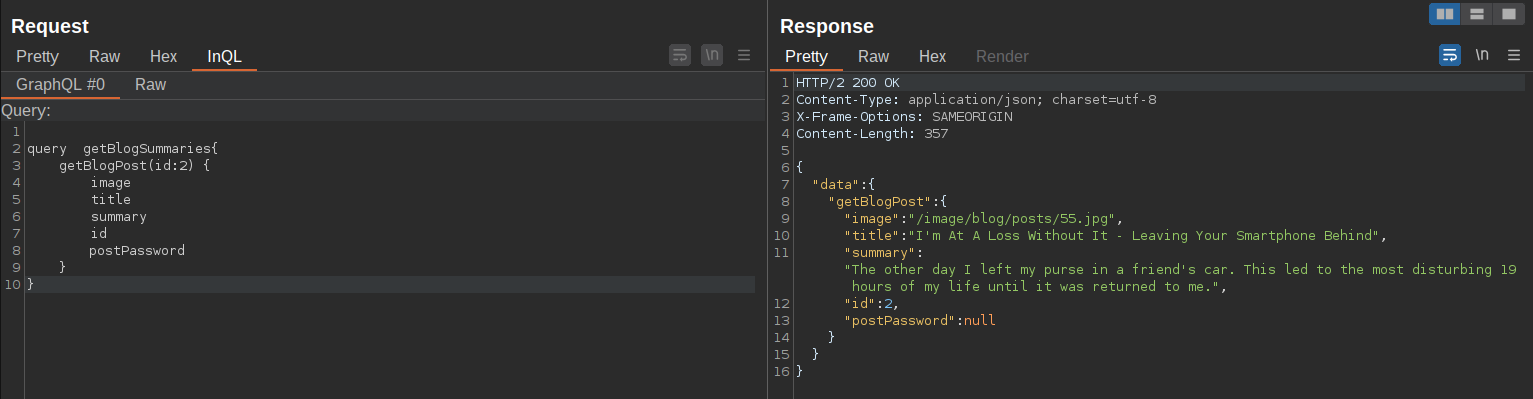 Request
Pretty Raw Hex InQL \n
GraphQL #0 Raw
Query:
1
2 query  getBlogSummaries{
3     getBlogPost(id:2) {
4         image
5         title
6         summary
7         id
8         postPassword
9     }
10 }
Response
Pretty Raw Hex Render \n
1 HTTP/2 200 OK
2 Content-Type: application/json; charset=utf-8
3 X-Frame-Options: SAMEORIGIN
4 Content-Length: 357
5
6 {
7   "data":{
8     "getBlogPost":{
9       "image":"/image/blog/posts/55.jpg",
10       "title":"I'm At A Loss Without It - Leaving Your Smartphone Behind",
11       "summary":
"The other day I left my purse in a friend's car. This led to the most disturbing 19
hours of my life until it was returned to me.",
12       "id":2,
13       "postPassword":null
14     }
15   }
16 }